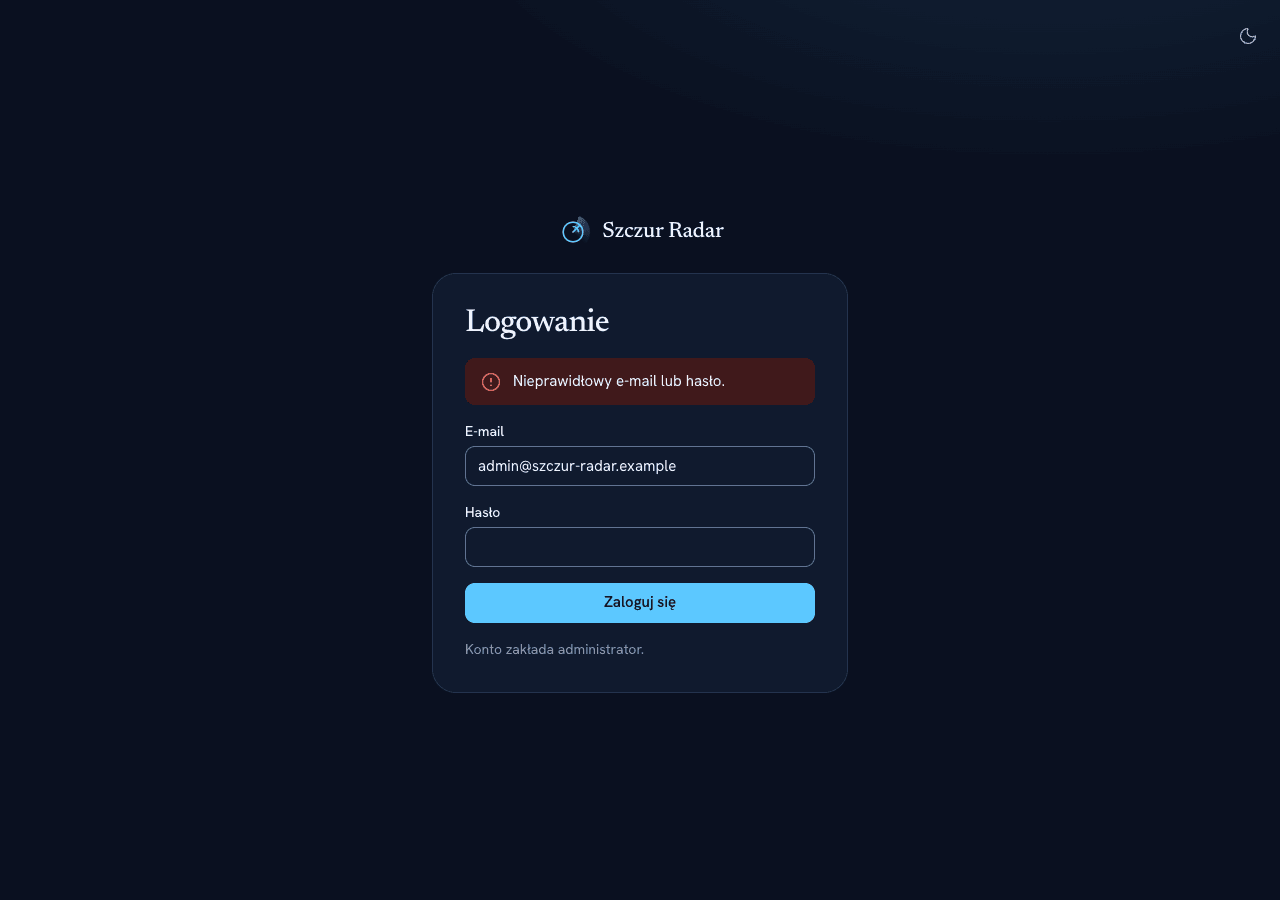 Szczur Radar
Logowanie
Nieprawidłowy e-mail lub hasło.
E-mail
admin@szczur-radar.example
Hasło
Zaloguj się
Konto zakłada administrator.